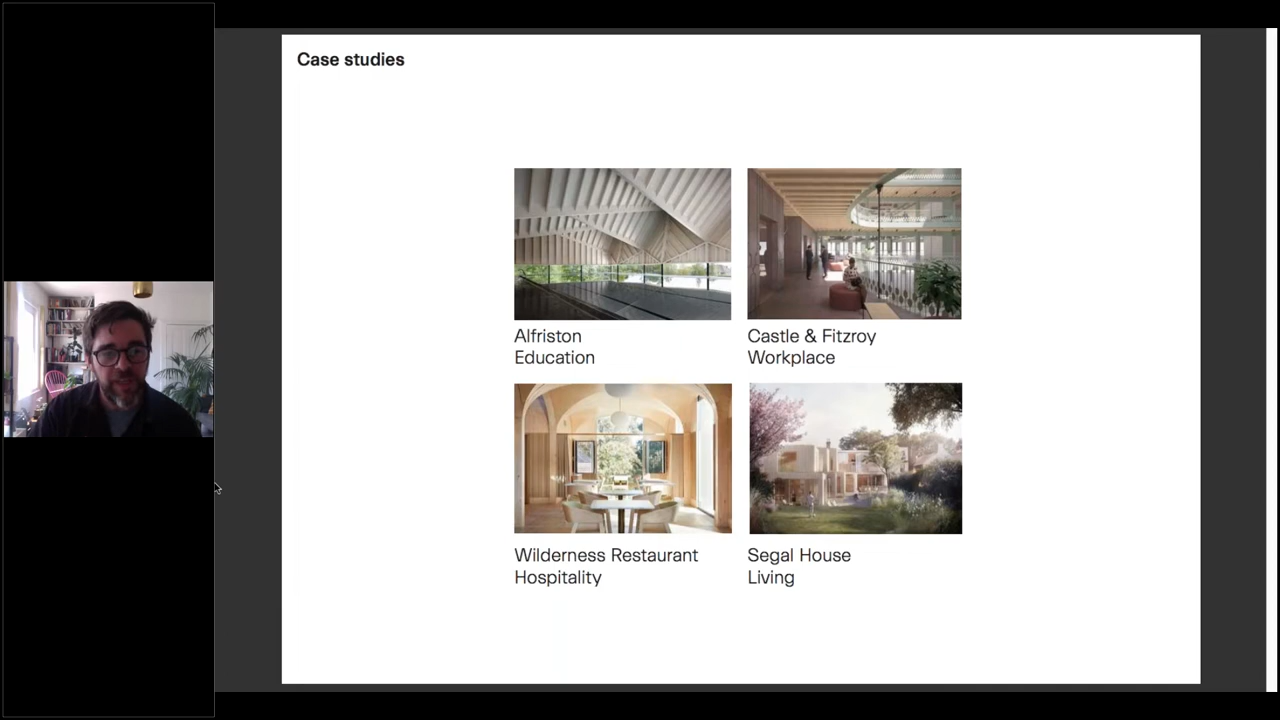 Case studies
Alfriston
Education
Castle & Fitzroy
Workplace
Wilderness Restaurant
Hospitality
Segal House
Living